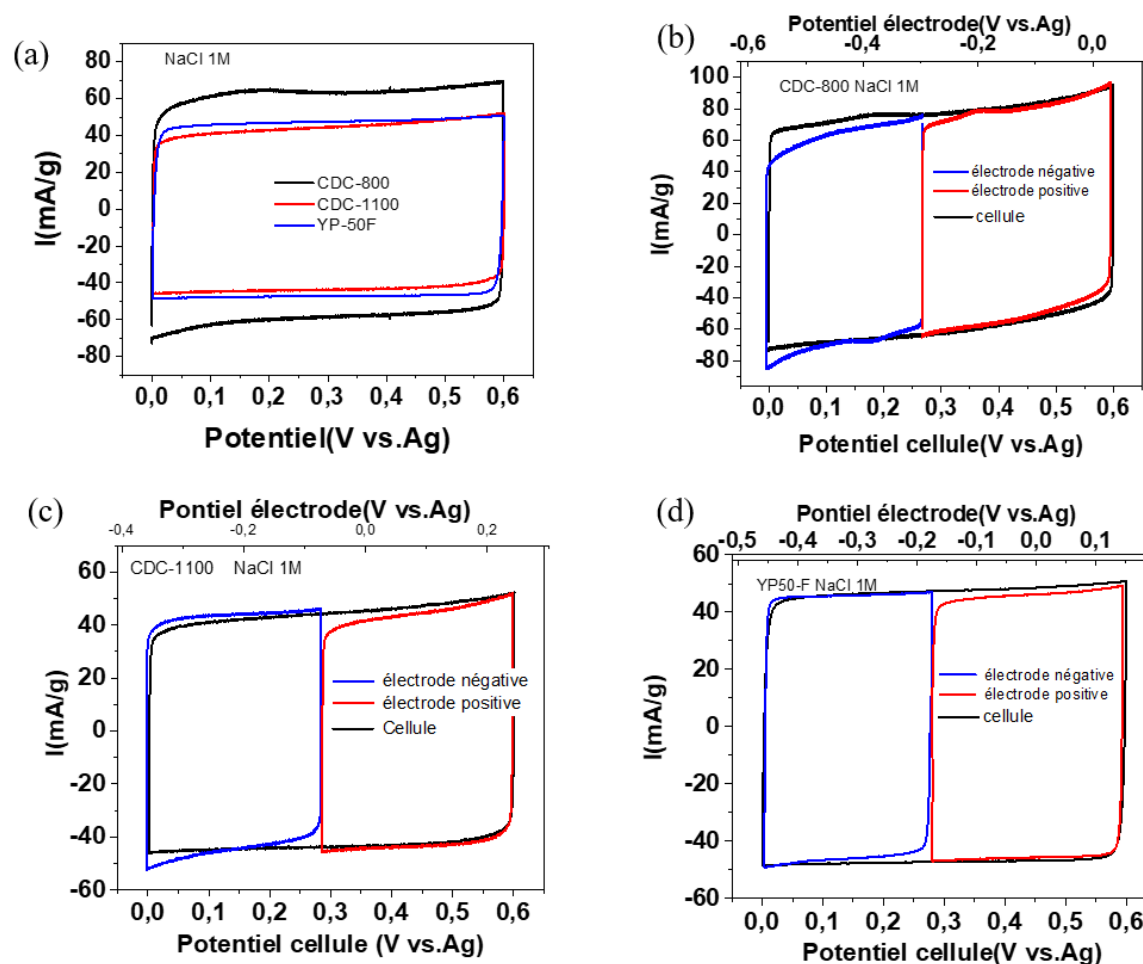 (a)
NaCl 1M
I(mA/g)
80
60
40
20
0
-20
-40
-60
-80
CDC-800
CDC-1100
YP-50F
0,0 0,1 0,2 0,3 0,4 0,5 0,6
Potentiel(V vs.Ag)
(b)
Potentiel électrode(V vs.Ag)
-0,6 -0,4 -0,2 0,0
CDC-800 NaCl 1M
I(mA/g)
100
80
60
40
20
0
-20
-40
-60
-80
électrode négative
électrode positive
cellule
0,0 0,1 0,2 0,3 0,4 0,5 0,6
Potentiel cellule(V vs.Ag)
(c)
Pontiel électrode(V vs.Ag)
-0,4 -0,2 0,0 0,2
CDC-1100 NaCl 1M
I(mA/g)
60
40
20
0
-20
-40
-60
électrode négative
électrode positive
Cellule
0,0 0,1 0,2 0,3 0,4 0,5 0,6
Potentiel cellule (V vs.Ag)
(d)
Pontiel électrode(V vs.Ag)
-0,5 -0,4 -0,3 -0,2 -0,1 0,0 0,1
YP50-F NaCl 1M
I(mA/g)
60
40
20
0
-20
-40
-60
électrode négative
électrode positive
cellule
0,0 0,1 0,2 0,3 0,4 0,5 0,6
Potentiel cellule(V vs.Ag)